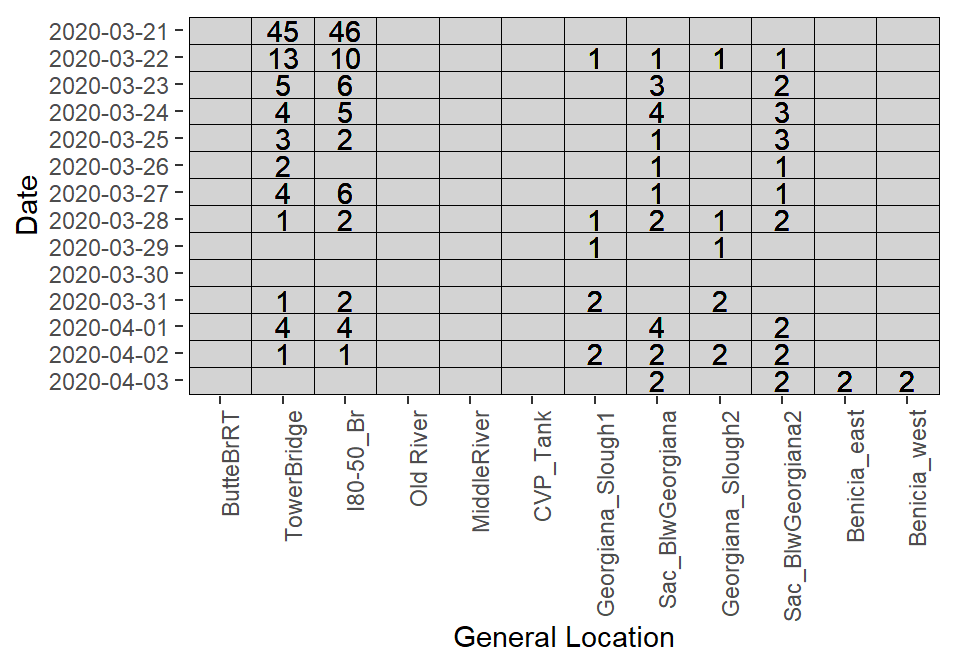 2020-03-21 45 46
2020-03-22 13 10 1 1 1 1
2020-03-23 5 6 3 2
2020-03-24 4 5 4 3
2020-03-25 3 2 1 3
2020-03-26 2 1 1
2020-03-27 4 6 1 1
2020-03-28 1 2 1 2 1 2
2020-03-29 1 1
2020-03-30
2020-03-31 1 2 2 2
2020-04-01 4 4 4 2
2020-04-02 1 1 2 2 2 2
2020-04-03 2 2 2 2
Date
ButteBrRT
TowerBridge
I80-50_Br
Old River
MiddleRiver
CVP_Tank
Georgiana_Slough1
Sac_BlwGeorgiana
Georgiana_Slough2
Sac_BlwGeorgiana2
Benicia_east
Benicia_west
General Location